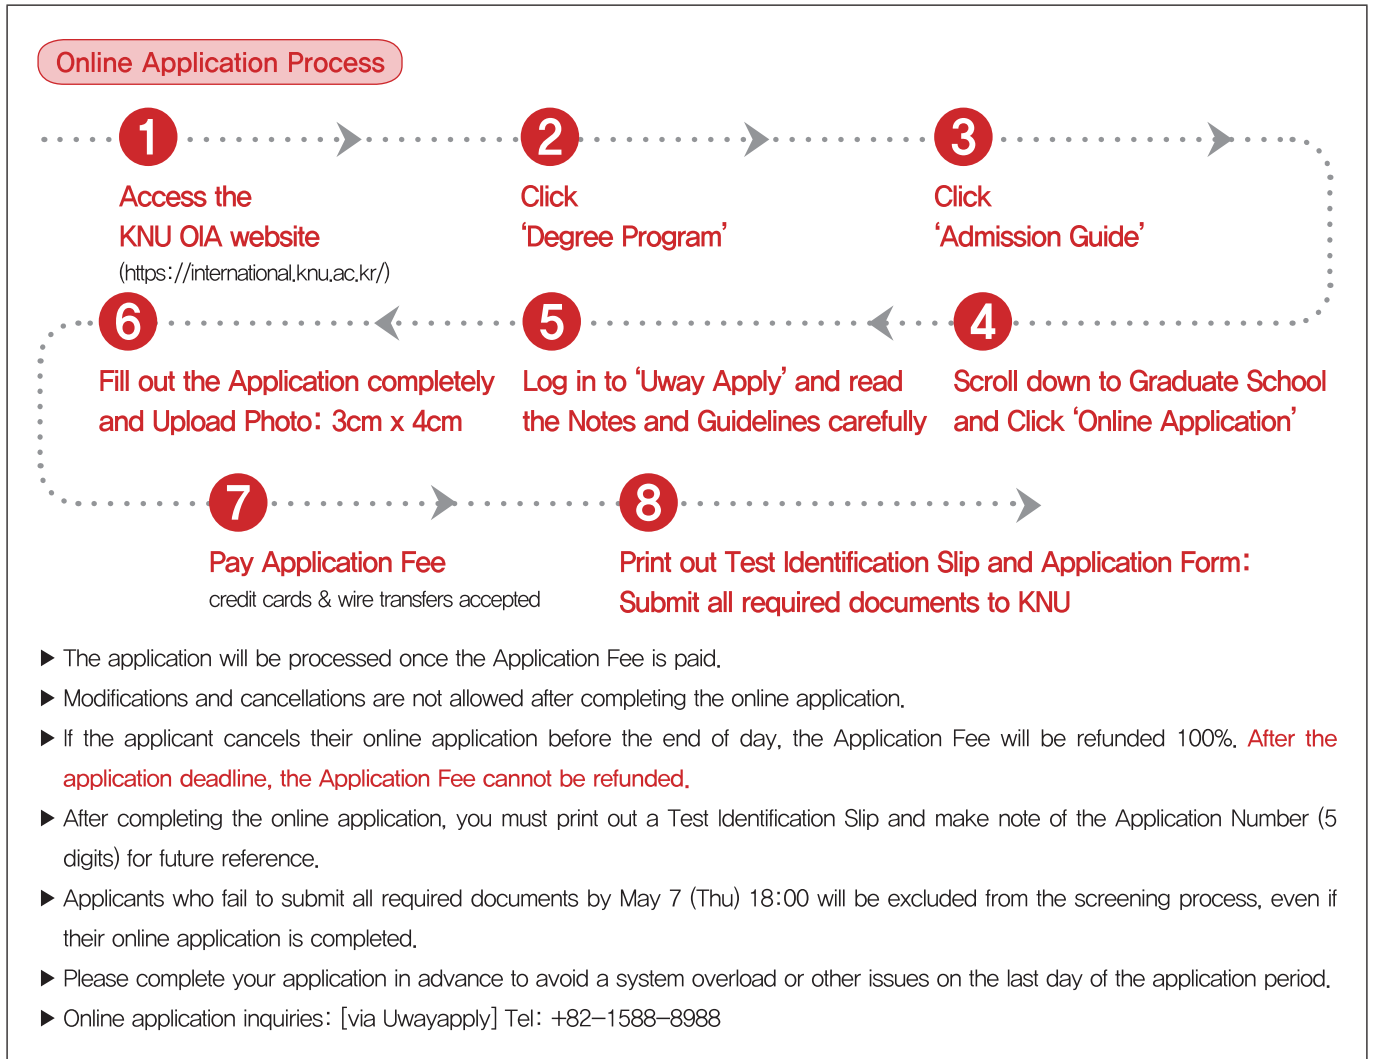 Online Application Process
1
2
3
Access the
KNU OIA website
(https://international.knu.ac.kr/)
Click
‘Degree Program’
Click
‘Admission Guide’
4
Scroll down to Graduate School
and Click ‘Online Application’
5
Log in to ‘Uway Apply’ and read
the Notes and Guidelines carefully
6
Fill out the Application completely
and Upload Photo: 3cm x 4cm
7
Pay Application Fee
credit cards & wire transfers accepted
8
Print out Test Identification Slip and Application Form:
Submit all required documents to KNU
▶ The application will be processed once the Application Fee is paid.
▶ Modifications and cancellations are not allowed after completing the online application.
▶ If the applicant cancels their online application before the end of day, the Application Fee will be refunded 100%. After the
application deadline, the Application Fee cannot be refunded.
▶ After completing the online application, you must print out a Test Identification Slip and make note of the Application Number (5
digits) for future reference.
▶ Applicants who fail to submit all required documents by May 7 (Thu) 18:00 will be excluded from the screening process, even if
their online application is completed.
▶ Please complete your application in advance to avoid a system overload or other issues on the last day of the application period.
▶ Online application inquiries: [via Uwayapply] Tel: +82-1588-8988